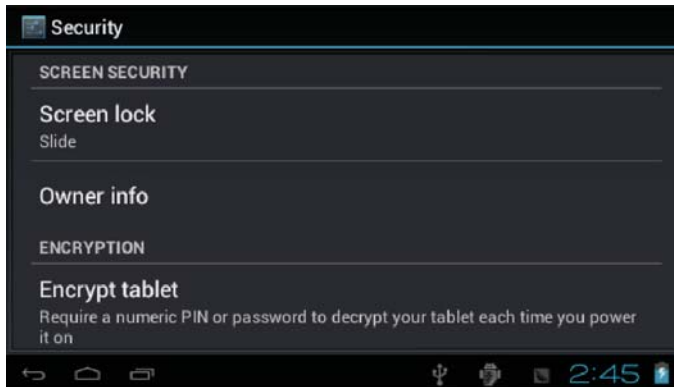 Security
SCREEN SECURITY
Screen lock
Slide
Owner info
ENCRYPTION
Encrypt tablet
Require a numeric PIN or password to decrypt your tablet each time you power
it on
2:45